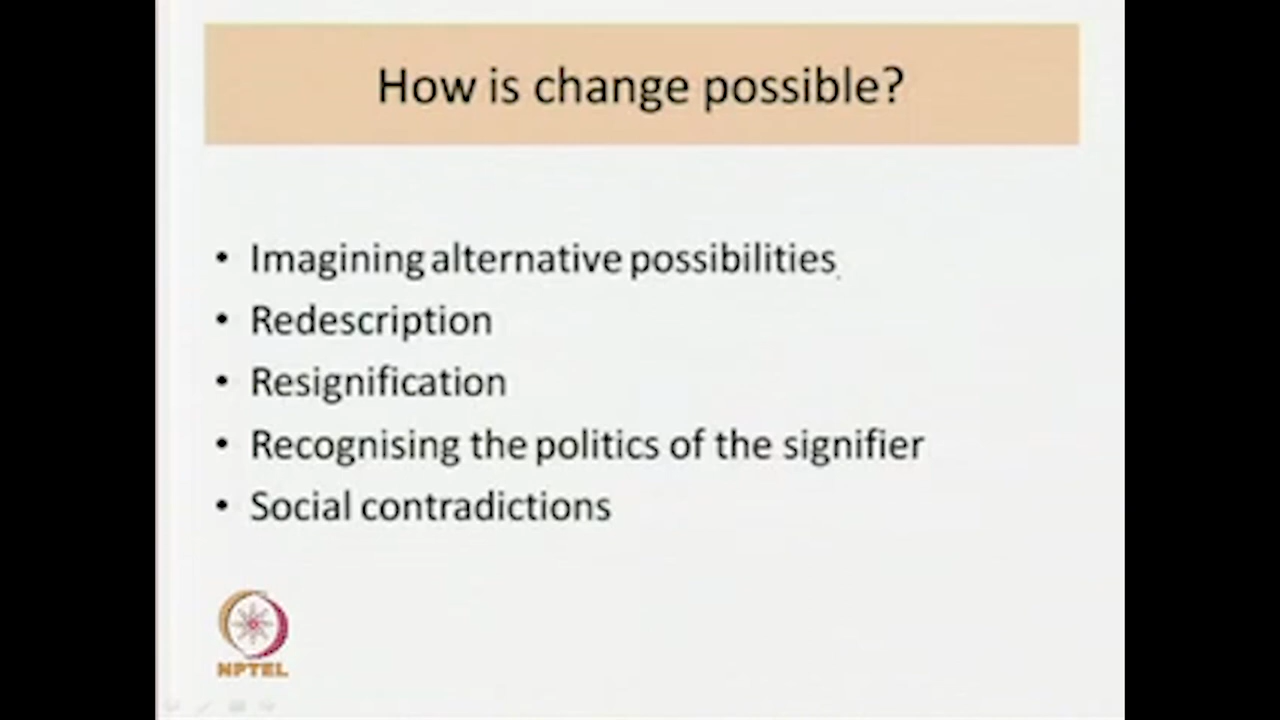 How is change possible?
• Imagining alternative possibilities
• Redescription
• Resignification
• Recognising the politics of the signifier
• Social contradictions
NPTEL